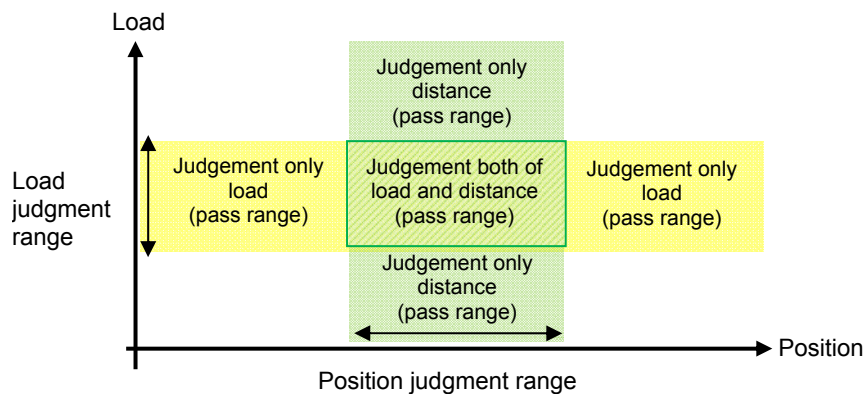 Load
Judgement only
distance
(pass range)
Load
judgment
range
Judgement only
load
(pass range)
Judgement both of
load and distance
(pass range)
Judgement only
load
(pass range)
Judgement only
distance
(pass range)
Position
Position judgment range